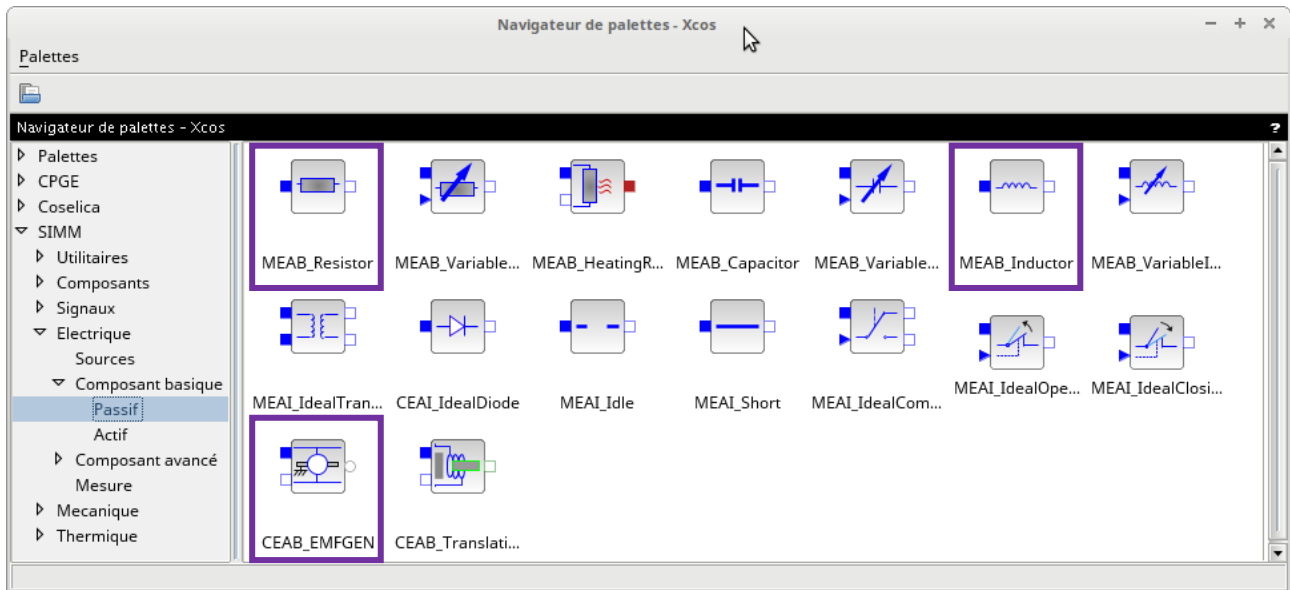 Navigateur de palettes - Xcos
Palettes
Navigateur de palettes - Xcos
?
Palettes
CPGE
Coselica
SIMM
Utilitaires
Composants
Signaux
Electrique
Sources
Composant basique
Passif
Actif
Composant avancé
Mesure
Mecanique
Thermique
MEAB_Resistor MEAB_Variable... MEAB_HeatingR... MEAB_Capacitor MEAB_Variable... MEAB_Inductor MEAB_VariableI...
MEAI_IdealTran... CEAI_IdealDiode MEAI_Idle MEAI_Short MEAI_IdealCom... MEAI_IdealOpe... MEAI_IdealClosi...
CEAB_EMFGEN CEAB_Translati...